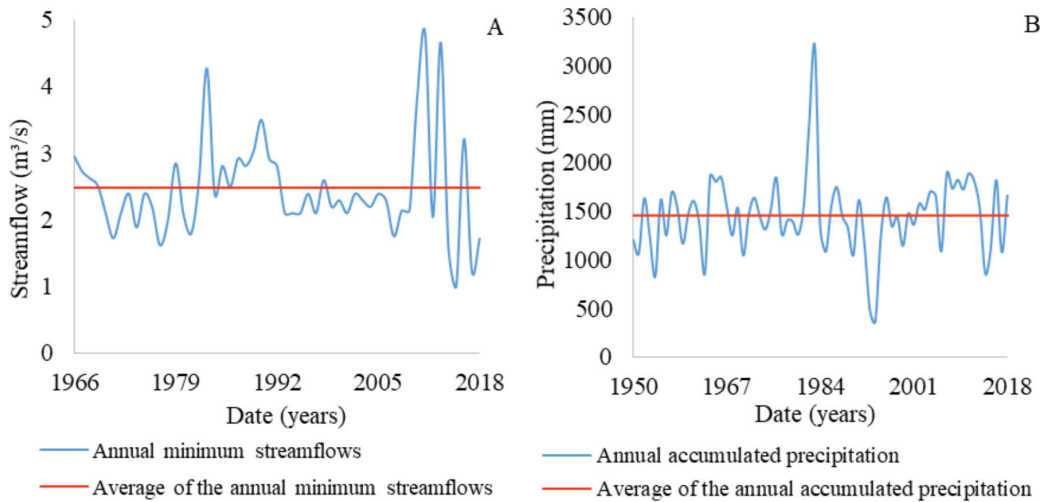 A
Streamflow (m³/s)
5
4
3
2
1
0
1966 1979 1992 2005 2018
Date (years)
Annual minimum streamflows
Average of the annual minimum streamflows
B
Precipitation (mm)
3500
3000
2500
2000
1500
1000
500
0
1950 1967 1984 2001 2018
Date (years)
Annual accumulated precipitation
Average of the annual accumulated precipitation